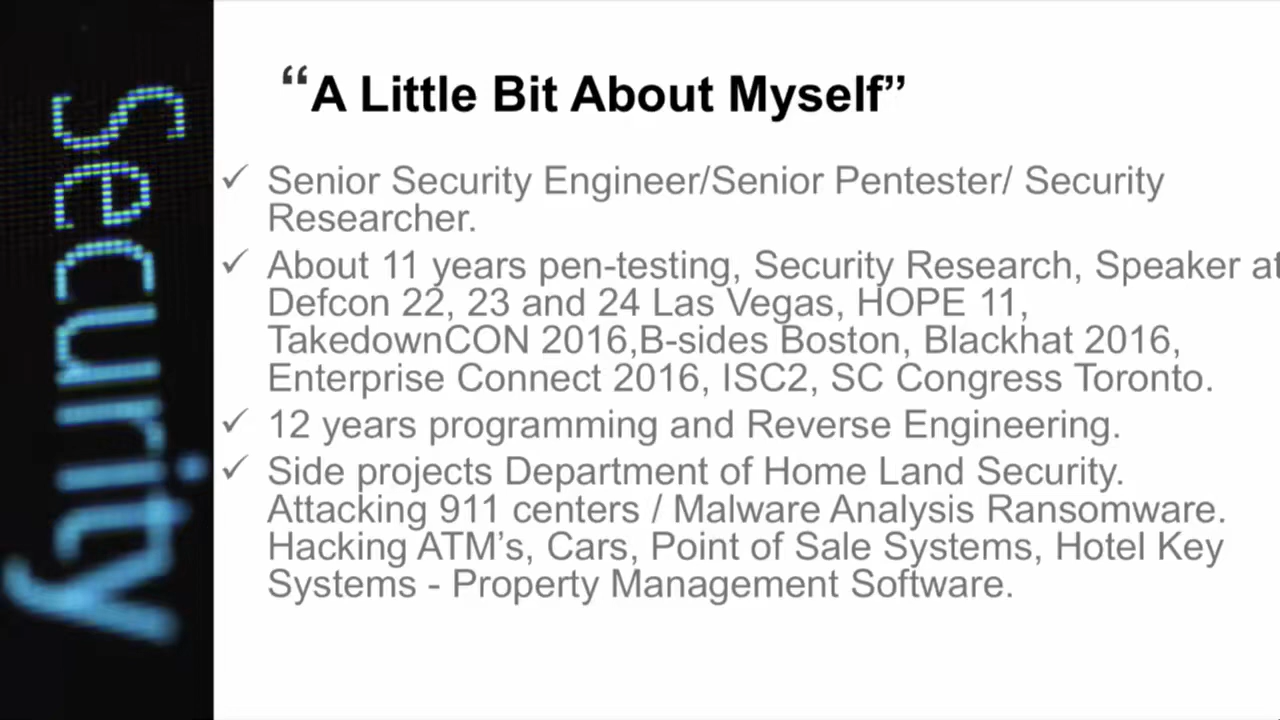 Security
“A Little Bit About Myself”
✓ Senior Security Engineer/Senior Pentester/ Security
Researcher.
✓ About 11 years pen-testing, Security Research, Speaker at
Defcon 22, 23 and 24 Las Vegas, HOPE 11,
TakedownCON 2016,B-sides Boston, Blackhat 2016,
Enterprise Connect 2016, ISC2, SC Congress Toronto.
✓ 12 years programming and Reverse Engineering.
✓ Side projects Department of Home Land Security.
Attacking 911 centers / Malware Analysis Ransomware.
Hacking ATM’s, Cars, Point of Sale Systems, Hotel Key
Systems - Property Management Software.